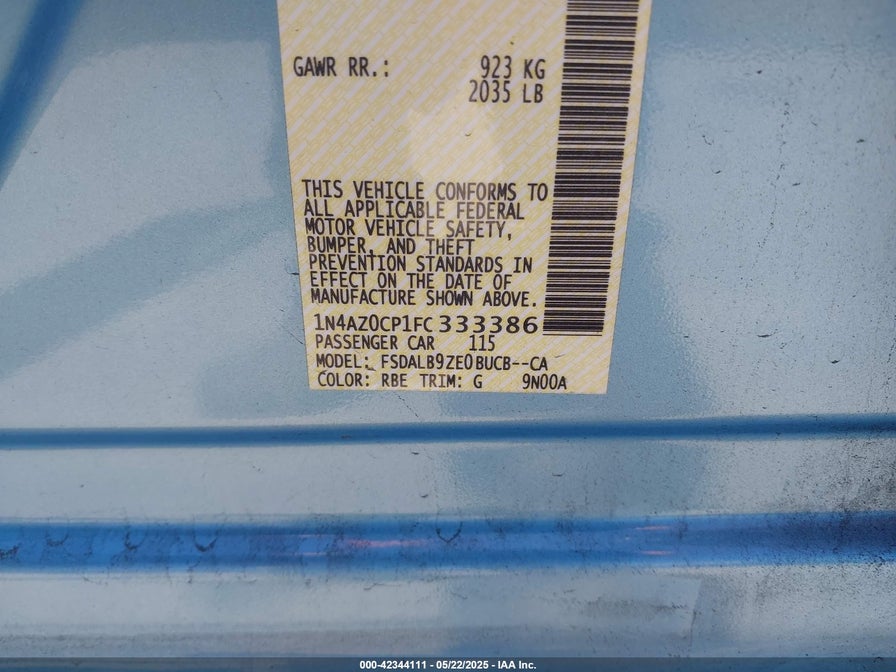 GAWR RR.: 923 KG
2035 LB
THIS VEHICLE CONFORMS TO
ALL APPLICABLE FEDERAL
MOTOR VEHICLE SAFETY,
BUMPER, AND THEFT
PREVENTION STANDARDS IN
EFFECT ON THE DATE OF
MANUFACTURE SHOWN ABOVE.
1N4AZ0CP1FC333386
PASSENGER CAR 115
MODEL: FSDALB9ZE0BUCB--CA
COLOR: RBE TRIM: G 9N00A
000-42344111 - 05/22/2025 - IAA Inc.